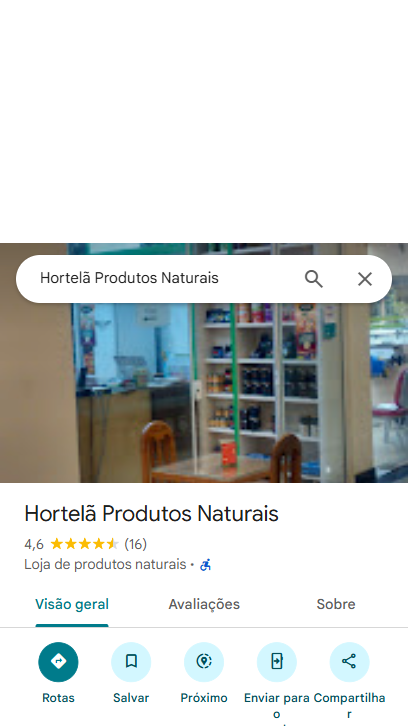 Hortelã Produtos Naturais
Hortelã Produtos Naturais
4,6 (16)
Loja de produtos naturais ·
Visão geral Avaliações Sobre
Rotas Salvar Próximo Enviar para o Compartilhar